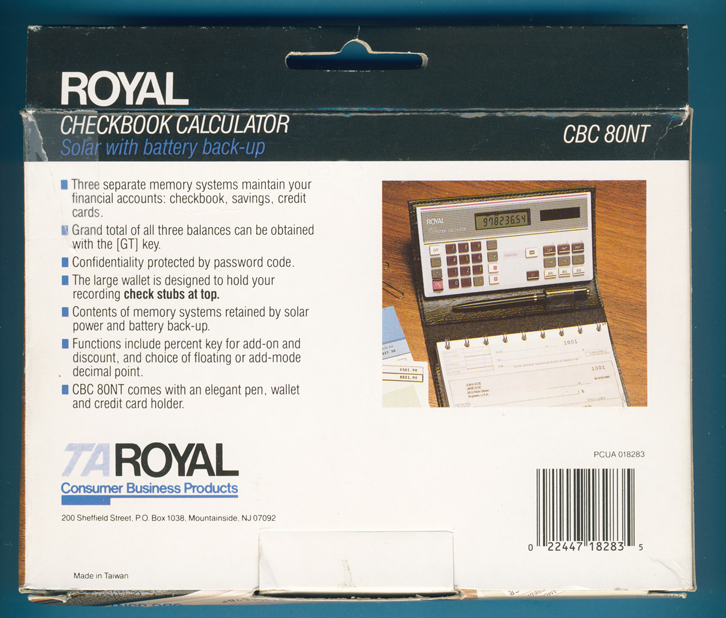 ROYAL
CHECKBOOK CALCULATOR
Solar with battery back-up
CBC 80NT
Three separate memory systems maintain your
financial accounts: checkbook, savings, credit
cards.
Grand total of all three balances can be obtained
with the [GT] key.
Confidentiality protected by password code.
The large wallet is designed to hold your
recording check stubs at top.
Contents of memory systems retained by solar
power and battery back-up.
Functions include percent key for add-on and
discount, and choice of floating or add-mode
decimal point.
CBC 80NT comes with an elegant pen, wallet
and credit card holder.
ROYAL
97823654
1001
1001
TA ROYAL
Consumer Business Products
200 Sheffield Street, P.O. Box 1038, Mountainside, NJ 07092
PCUA 018283
0 22447 18283 5
Made in Taiwan